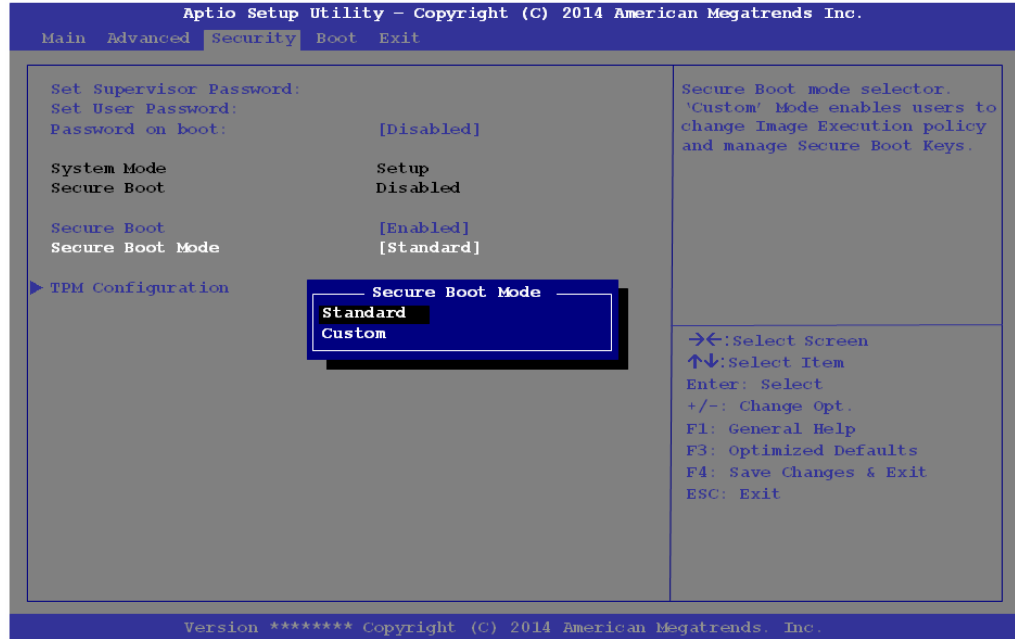 Aptio Setup Utility – Copyright (C) 2014 American Megatrends Inc.
Main Advanced Security Boot Exit
Set Supervisor Password:
Set User Password:
Password on boot: [Disabled]
System Mode Setup
Secure Boot Disabled
Secure Boot [Enabled]
Secure Boot Mode [Standard]
TPM Configuration
Secure Boot Mode
Standard
Custom
Secure Boot mode selector.
'Custom' Mode enables users to
change Image Execution policy
and manage Secure Boot Keys.
→←:Select Screen
↑↓:Select Item
Enter: Select
+/-: Change Opt.
F1: General Help
F3: Optimized Defaults
F4: Save Changes & Exit
ESC: Exit
Version ******** Copyright (C) 2014 American Megatrends. Inc.